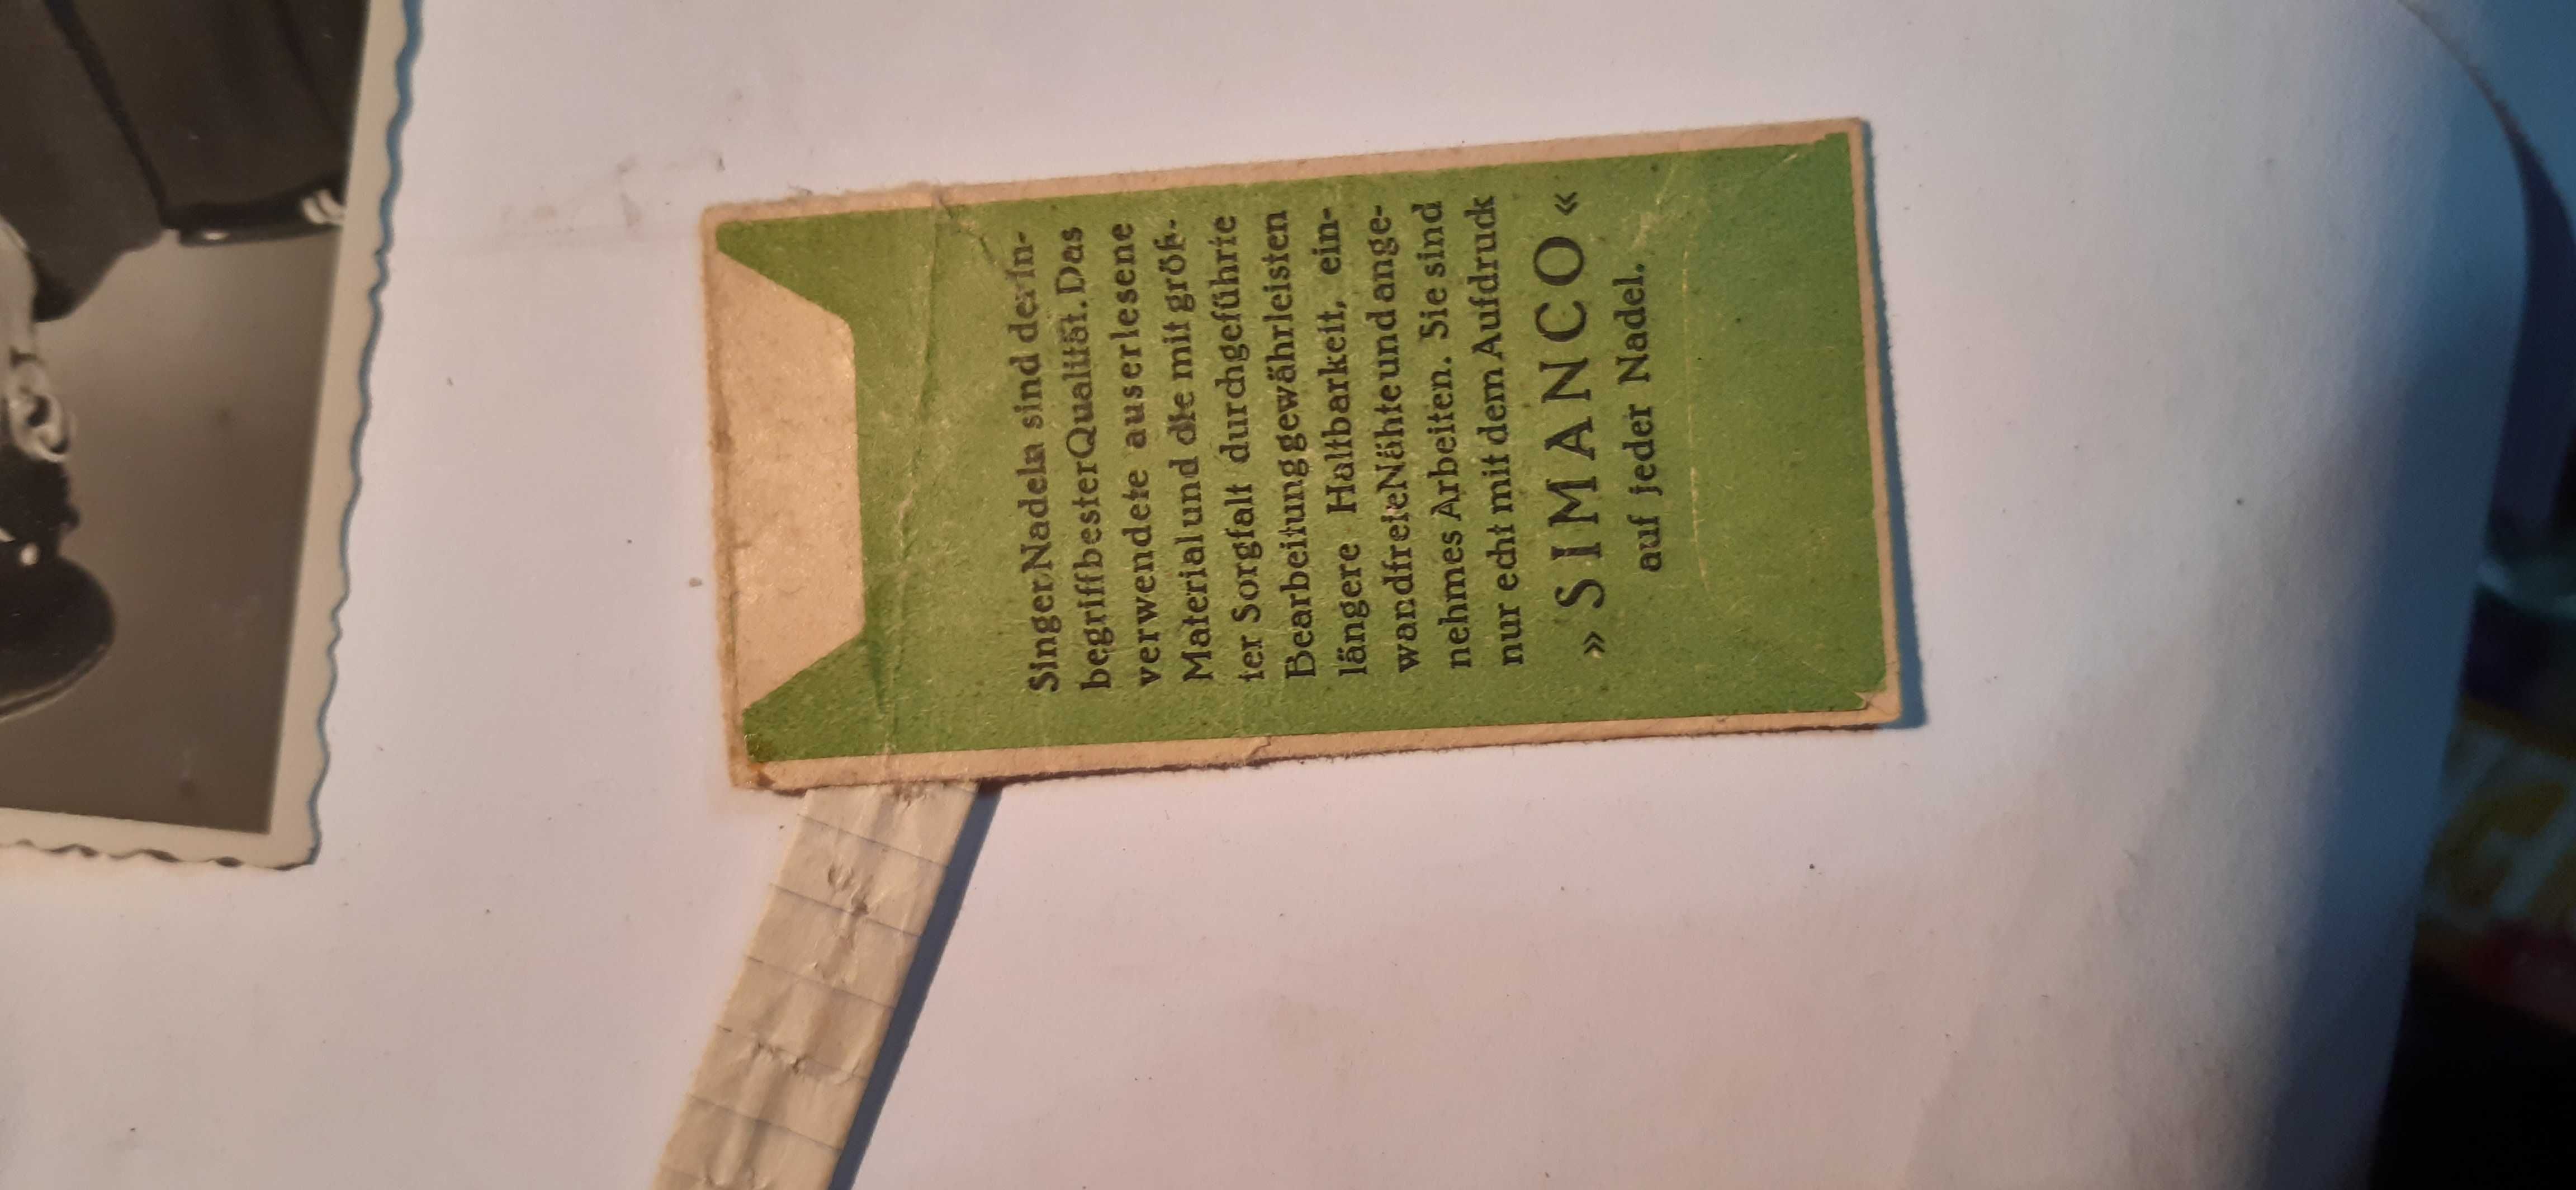 Singer Nadeln sind der In-
begriff bester Qualität. Das
verwendete auserlesene
Material und die mit größ-
ter Sorgfalt durchgeführte
Bearbeitung gewährleisten
längere Haltbarkeit, ein-
wandfreie Nähte und ange-
nehmes Arbeiten. Sie sind
nur echt mit dem Aufdruck
» SIMANCO «
auf jeder Nadel.